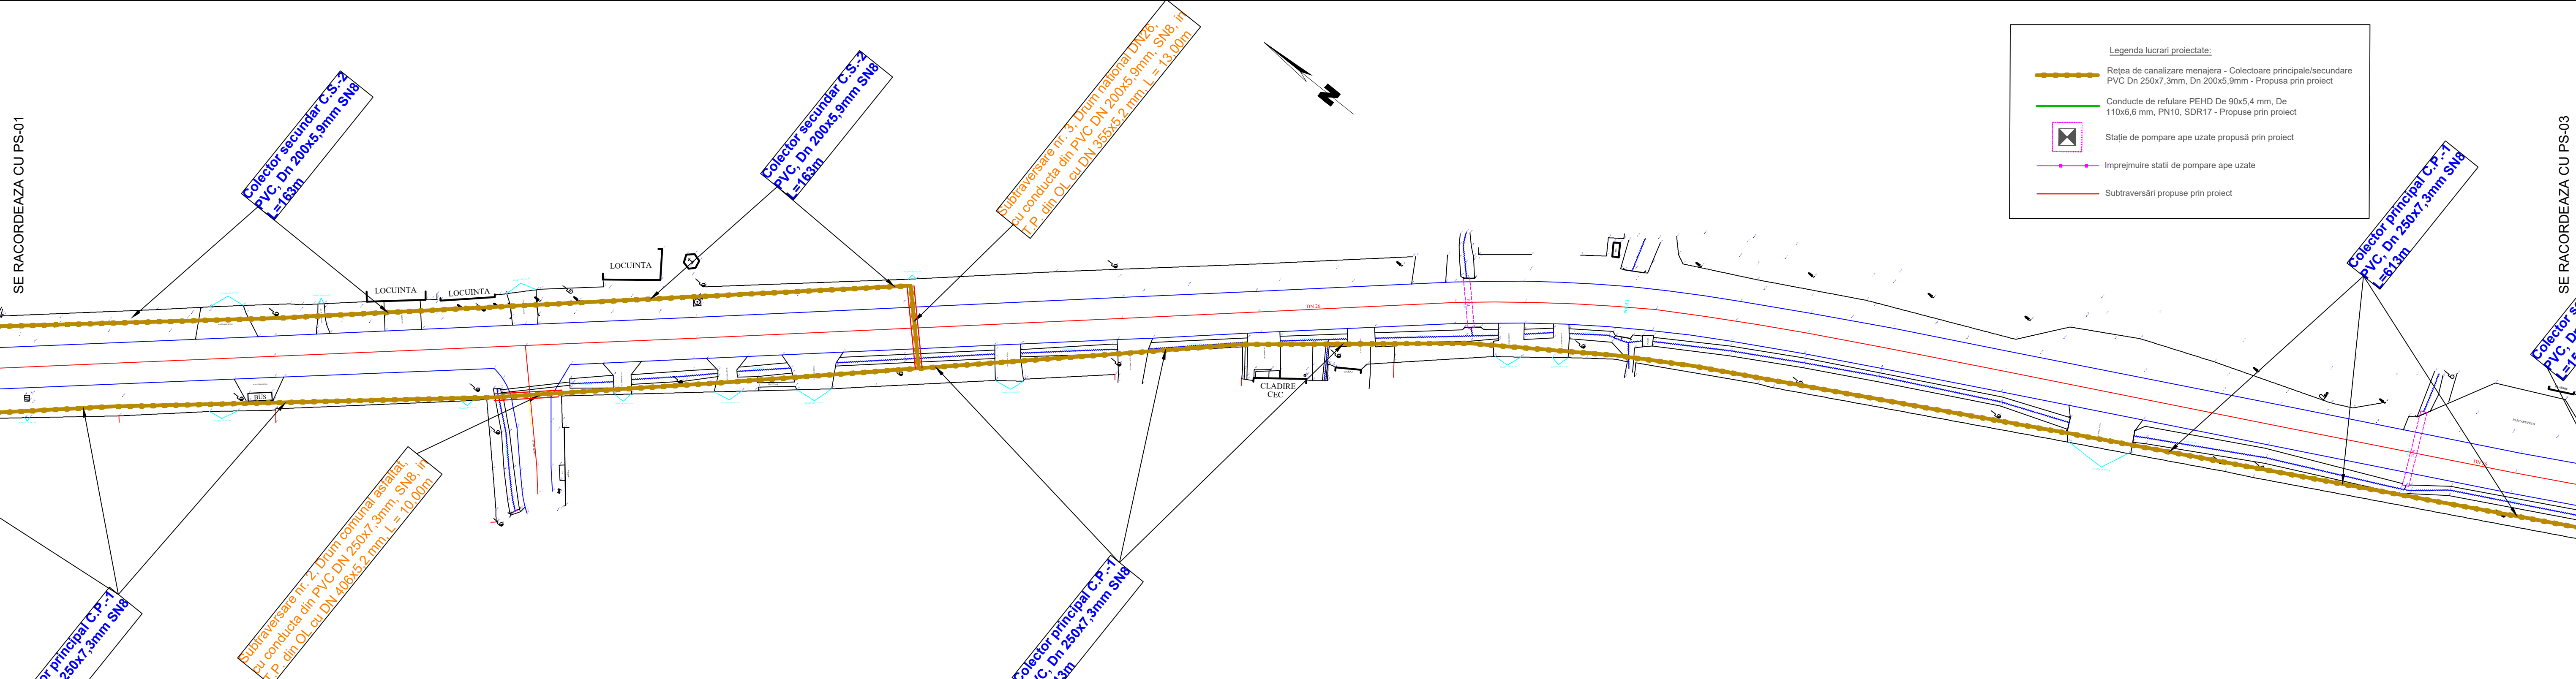 SE RACORDEAZA CU PS-01
Colector secundar C.S.-2
PVC, Dn 200x5,9mm SN8
L=163m
Colector secundar C.S.-2
PVC, Dn 200x5,9mm SN8
L=163m
Subtraversare nr. 3, Drum national DN26,
cu conducta din PVC DN 200x5,9mm, SN8, in
T.P. din OL cu DN 355x5,2 mm, L = 13,00m
N
Legenda lucrari proiectate:
Rețea de canalizare menajera - Colectoare principale/secundare
PVC Dn 250x7,3mm, Dn 200x5,9mm - Propusa prin proiect
Conducte de refulare PEHD De 90x5,4 mm, De
110x6,6 mm, PN10, SDR17 - Propuse prin proiect
Stație de pompare ape uzate propusă prin proiect
Imprejmuire statii de pompare ape uzate
Subtraversări propuse prin proiect
Colector principal C.P.-1
PVC, Dn 250x7,3mm SN8
L=613m
SE RACORDEAZA CU PS-03
LOCUINTA
LOCUINTA
LOCUINTA
DN 26
BUS
CLADIRE
CEC
Subtraversare nr. 2, Drum comunal asfaltat,
cu conducta din PVC DN 250x7,3mm, SN8, in
T.P. din OL cu DN 406x5,2 mm, L = 10,00m
principal C.P.-1
250x7,3mm SN8
Colector principal C.P.-1
PVC, Dn 250x7,3mm SN8
Colector